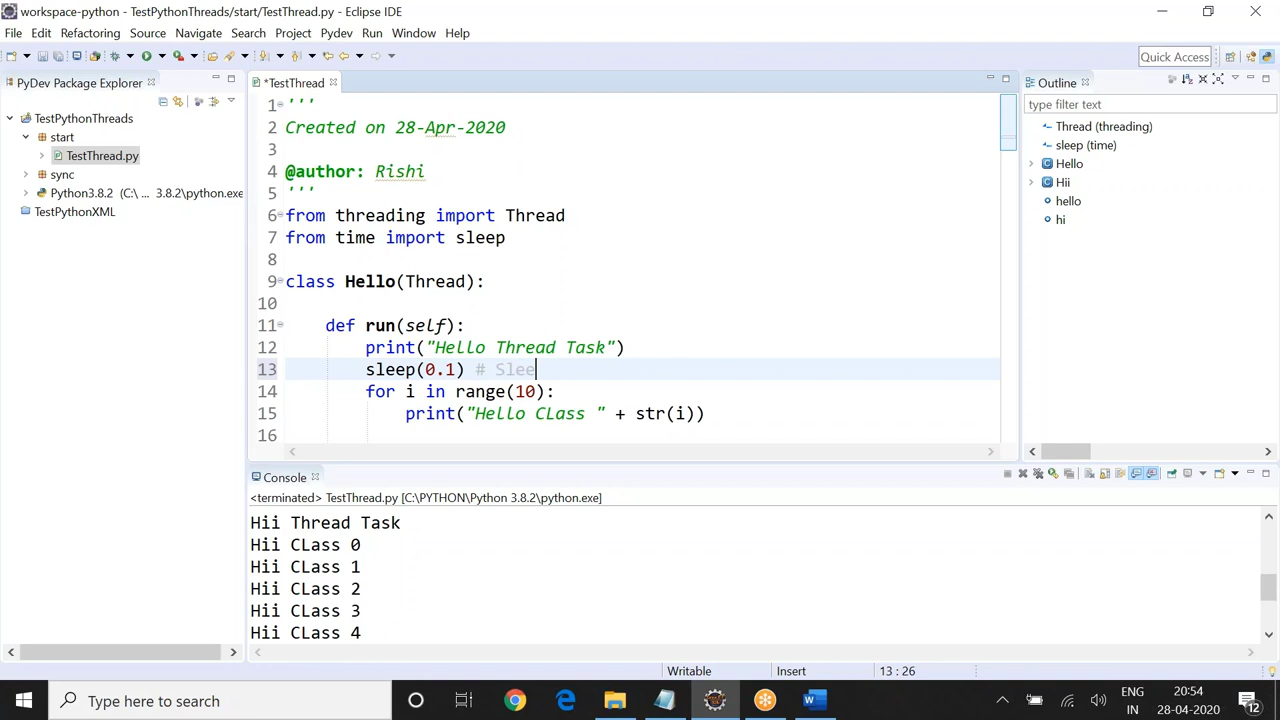 workspace-python - TestPythonThreads/start/TestThread.py - Eclipse IDE
File Edit Refactoring Source Navigate Search Project Pydev Run Window Help
Quick Access
PyDev Package Explorer
TestPythonThreads
start
TestThread.py
sync
Python3.8.2 (C:\ ... 3.8.2\python.exe
TestPythonXML
*TestThread
1 '''
2 Created on 28-Apr-2020
3
4 @author: Rishi
5 '''
6 from threading import Thread
7 from time import sleep
8
9 class Hello(Thread):
10
11 def run(self):
12 print("Hello Thread Task")
13 sleep(0.1) # Slee
14 for i in range(10):
15 print("Hello CLass " + str(i))
16
Outline
type filter text
Thread (threading)
sleep (time)
Hello
Hii
hello
hi
Console
<terminated> TestThread.py [C:\PYTHON\Python 3.8.2\python.exe]
Hii Thread Task
Hii CLass 0
Hii CLass 1
Hii CLass 2
Hii CLass 3
Hii CLass 4
Writable Insert 13 : 26
Type here to search
ENG
IN
20:54
28-04-2020
12